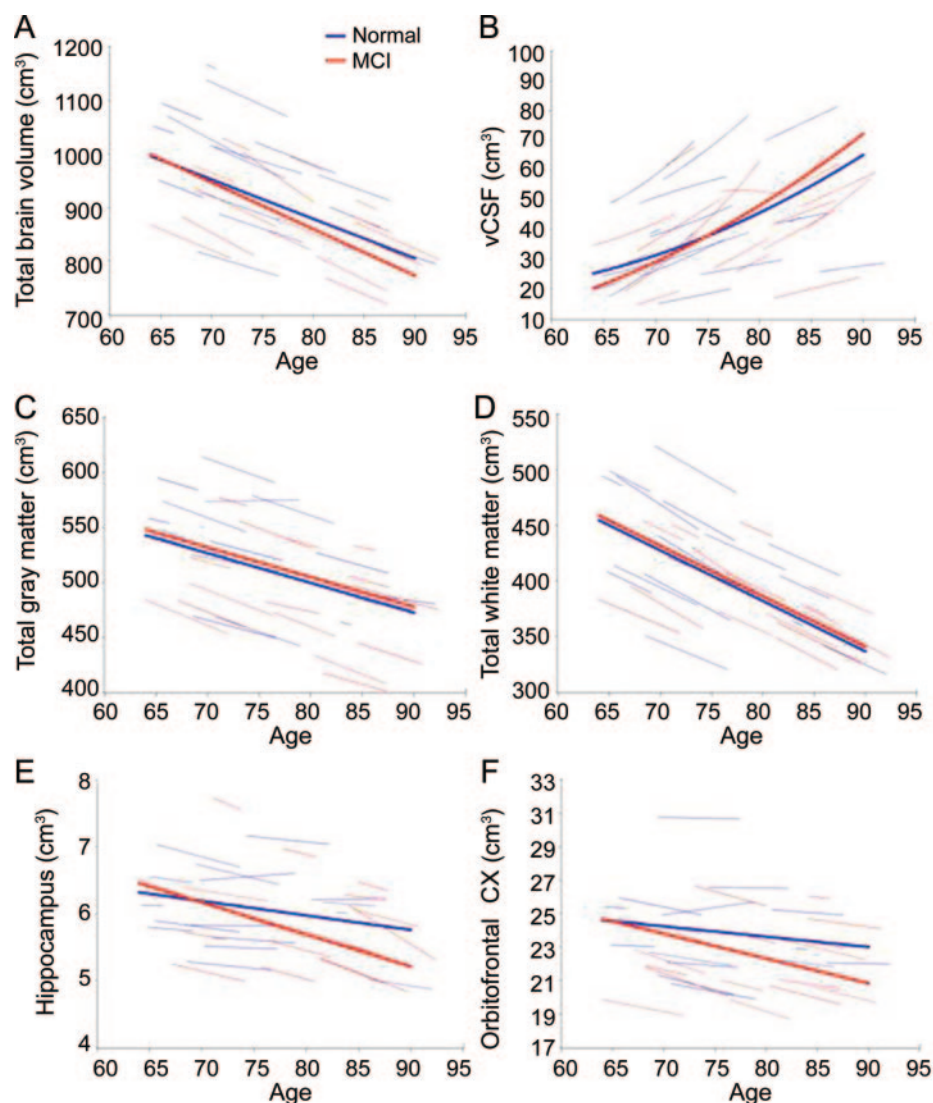 A
Normal
MCI
Total brain volume (cm³)
1200
1100
1000
900
800
700
60 65 70 75 80 85 90 95
Age
B
vCSF (cm³)
100
90
80
70
60
50
40
30
20
10
60 65 70 75 80 85 90 95
Age
C
Total gray matter (cm³)
650
600
550
500
450
400
60 65 70 75 80 85 90 95
Age
D
Total white matter (cm³)
550
500
450
400
350
300
60 65 70 75 80 85 90 95
Age
E
Hippocampus (cm³)
8
7
6
5
4
60 65 70 75 80 85 90 95
Age
F
Orbitofrontal CX (cm³)
33
31
29
27
25
23
21
19
17
60 65 70 75 80 85 90 95
Age